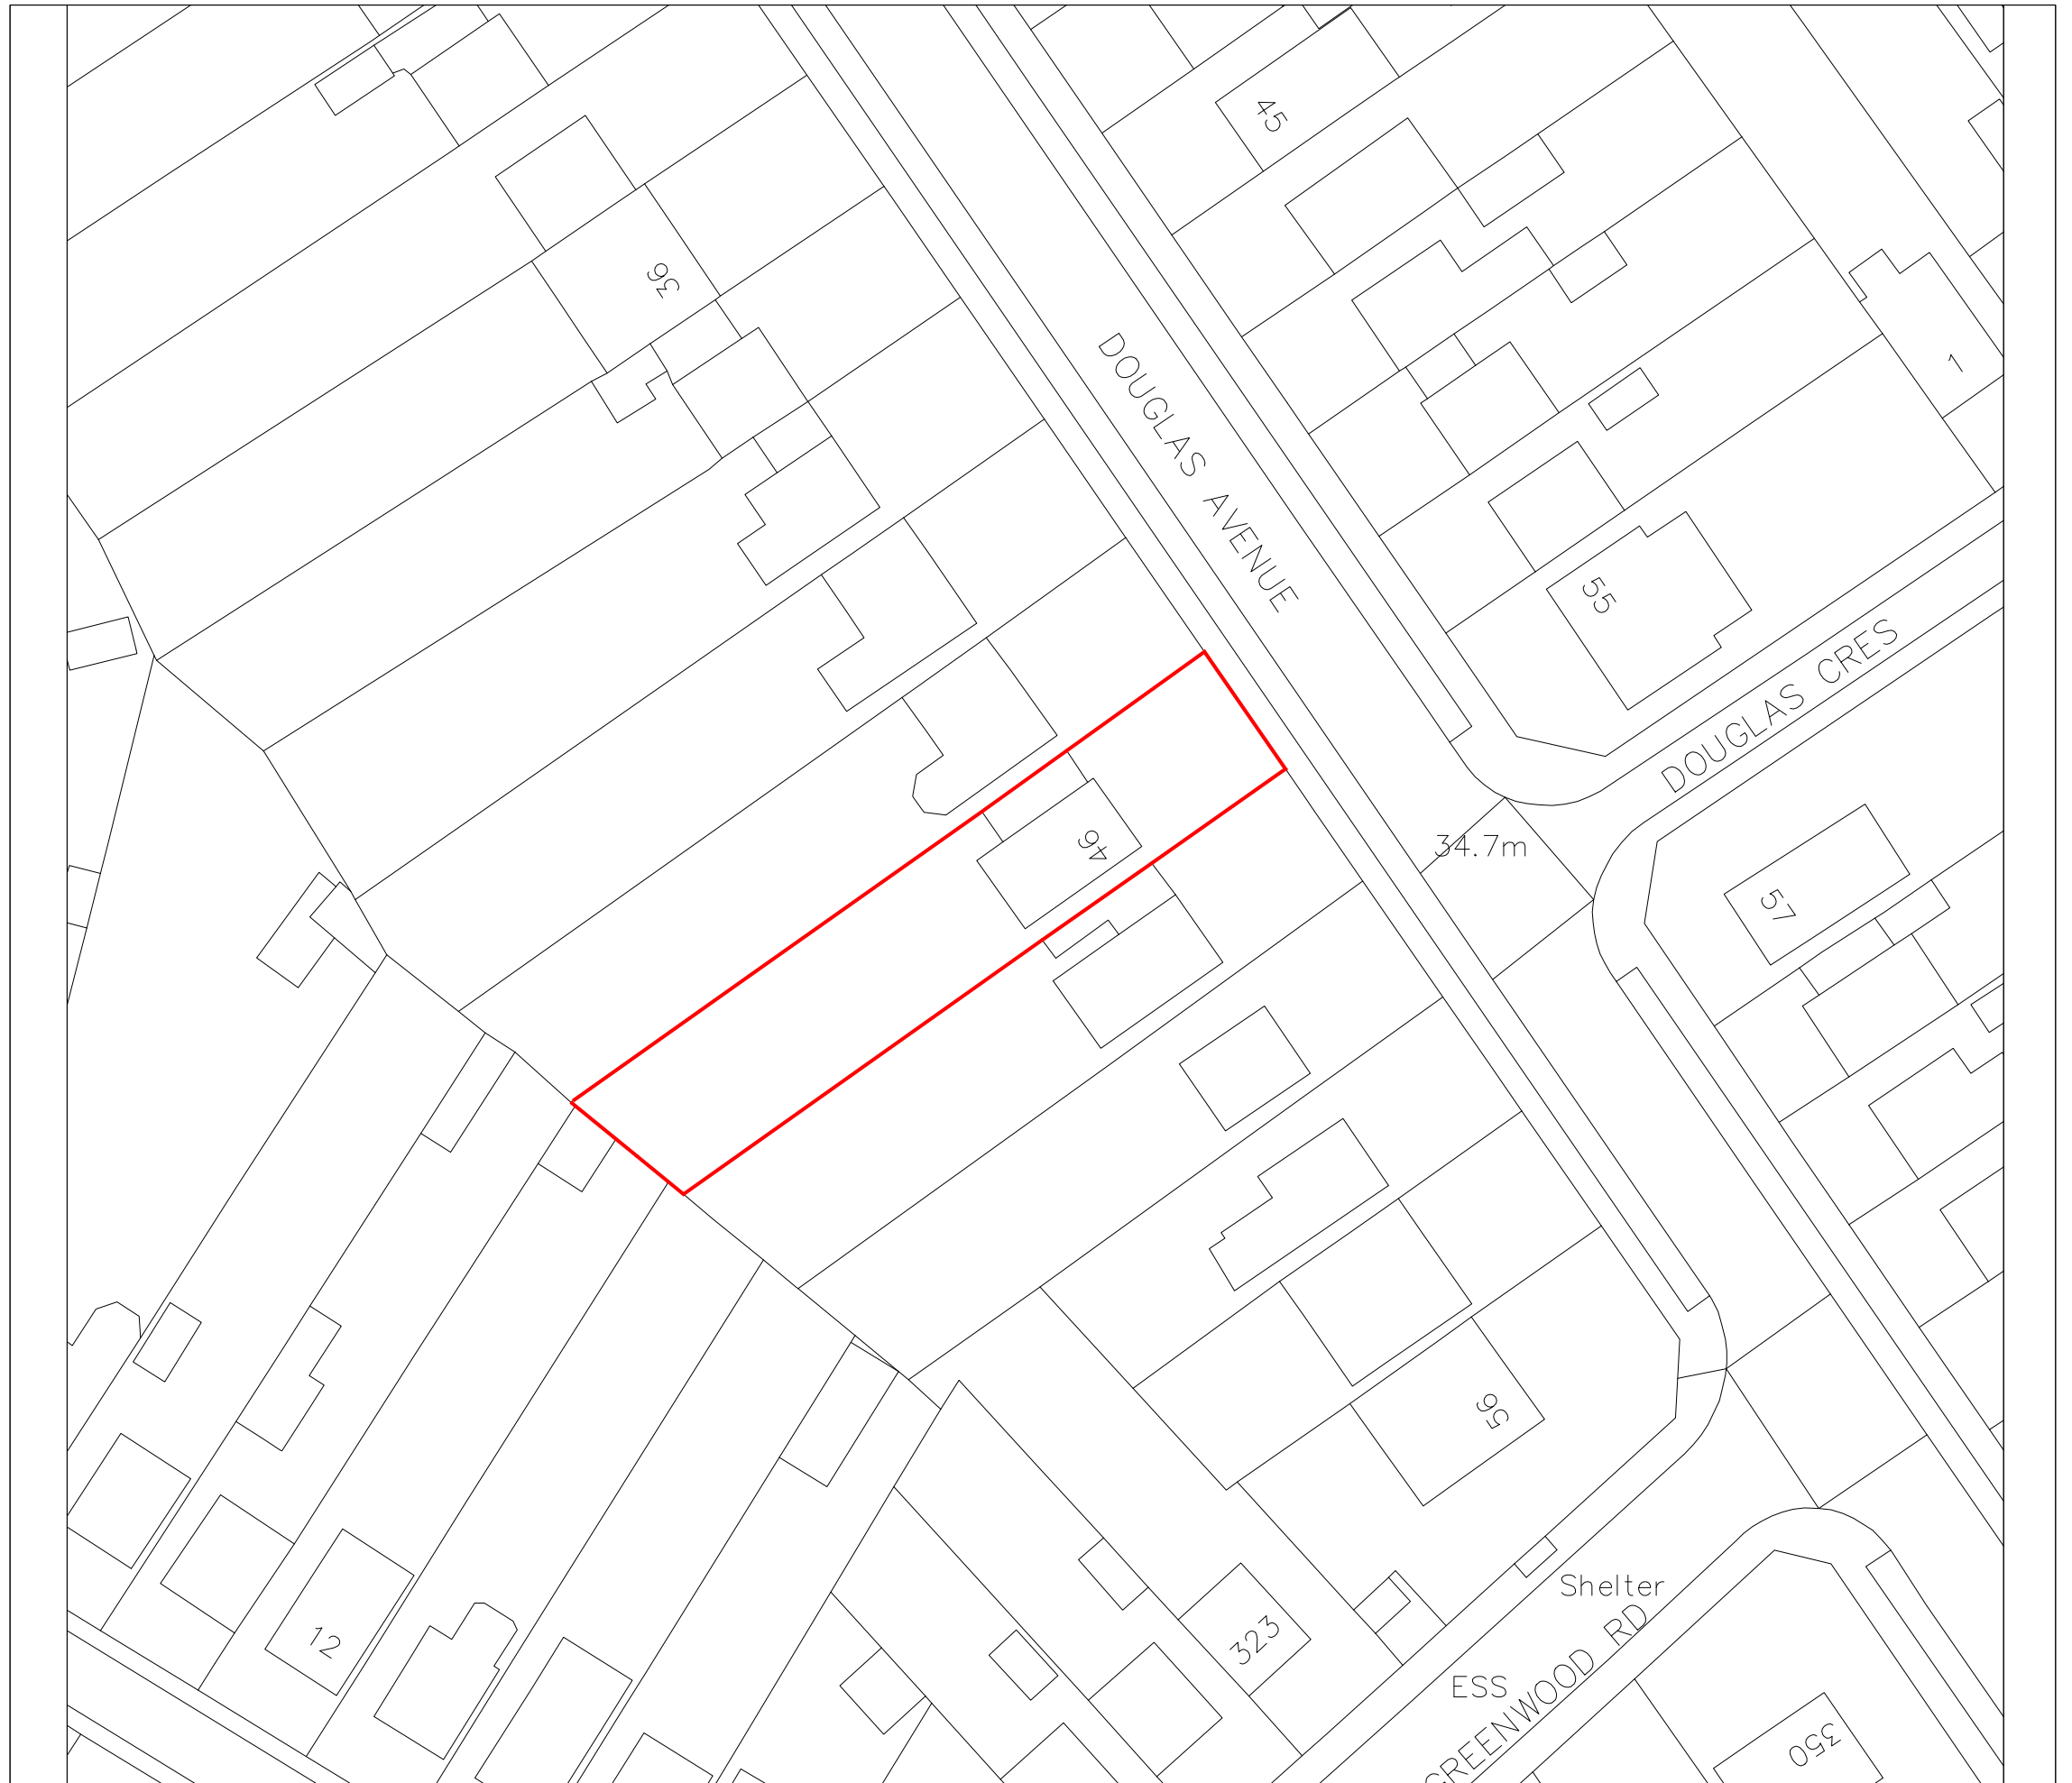 45
36
1
DOUGLAS AVENUE
55
DOUGLAS CRES
46
34.7m
57
56
Shelter
12
323
ESS
GREENWOOD RD
350